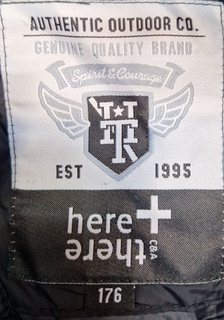 AUTHENTIC OUTDOOR CO.
GENUINE QUALITY BRAND
Spirit & Courage
EST 1995
here+
there
C&A
176